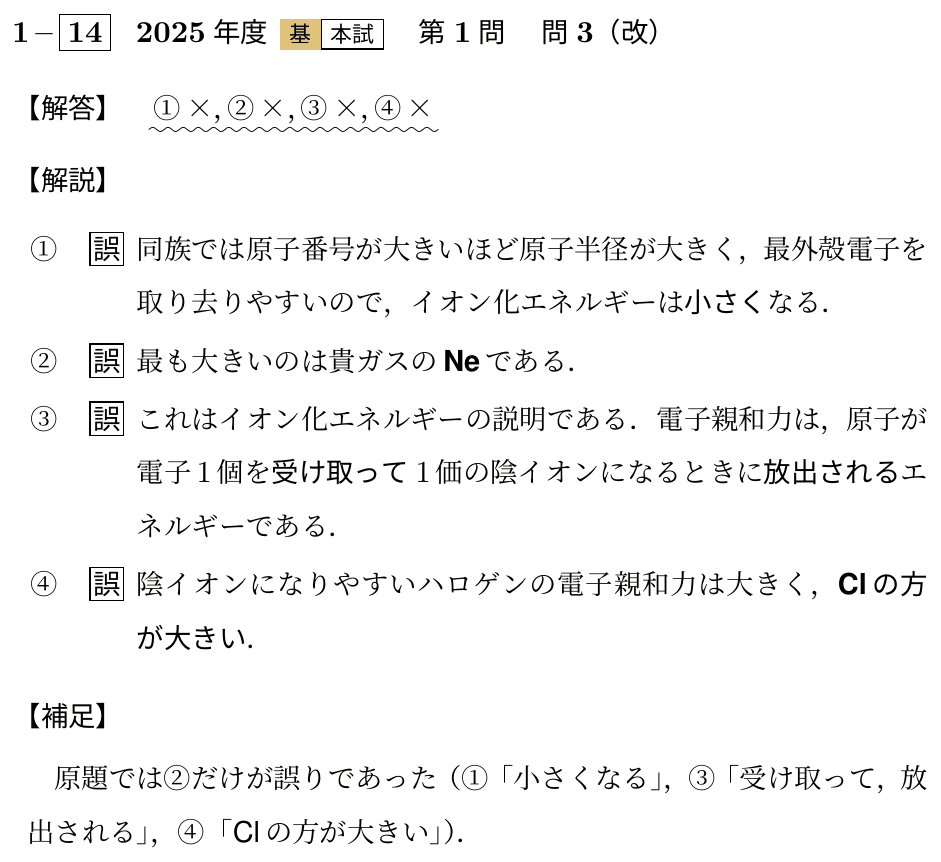 1–14 2025 年度 基 本試 第 1 問 問 3（改）
【解答】 ① ×, ② ×, ③ ×, ④ ×
【解説】
① 誤 同族では原子番号が大きいほど原子半径が大きく，最外殻電子を
取り去りやすいので，イオン化エネルギーは小さくなる．
② 誤 最も大きいのは貴ガスの Ne である．
③ 誤 これはイオン化エネルギーの説明である．電子親和力は，原子が
電子 1 個を受け取って 1 価の陰イオンになるときに放出されるエ
ネルギーである．
④ 誤 陰イオンになりやすいハロゲンの電子親和力は大きく，Cl の方
が大きい．
【補足】
原題では②だけが誤りであった（①「小さくなる」，③「受け取って，放
出される」，④「Cl の方が大きい」）．